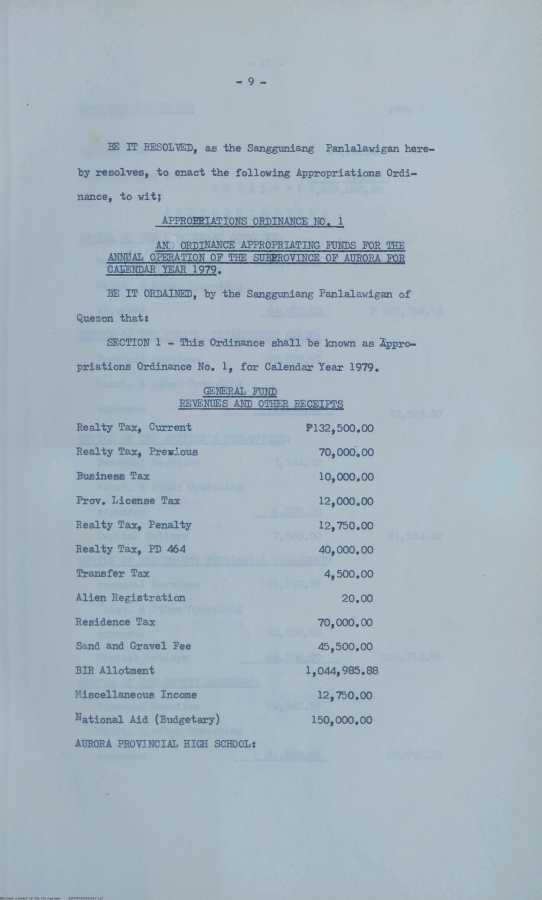 - 9 -
BE IT RESOLVED, as the Sangguniang Panlalawigan here-
by resolves, to enact the following Appropriations Ordi-
nance, to wit;
APPROPRIATIONS ORDINANCE NO. 1
AN ORDINANCE APPROPRIATING FUNDS FOR THE
ANNUAL OPERATION OF THE SUBPROVINCE OF AURORA FOR
CALENDAR YEAR 1979.
BE IT ORDAINED, by the Sangguniang Panlalawigan of
Quezon that:
SECTION 1 - This Ordinance shall be known as Appro-
priations Ordinance No. 1, for Calendar Year 1979.
GENERAL FUND
REVENUES AND OTHER RECEIPTS
Realty Tax, Current ₱132,500.00
Realty Tax, Previous 70,000.00
Business Tax 10,000.00
Prov. License Tax 12,000.00
Realty Tax, Penalty 12,750.00
Realty Tax, PD 464 40,000.00
Transfer Tax 4,500.00
Alien Registration 20.00
Residence Tax 70,000.00
Sand and Gravel Fee 45,500.00
BIR Allotment 1,044,985.88
Miscellaneous Income 12,750.00
National Aid (Budgetary) 150,000.00
AURORA PROVINCIAL HIGH SCHOOL: